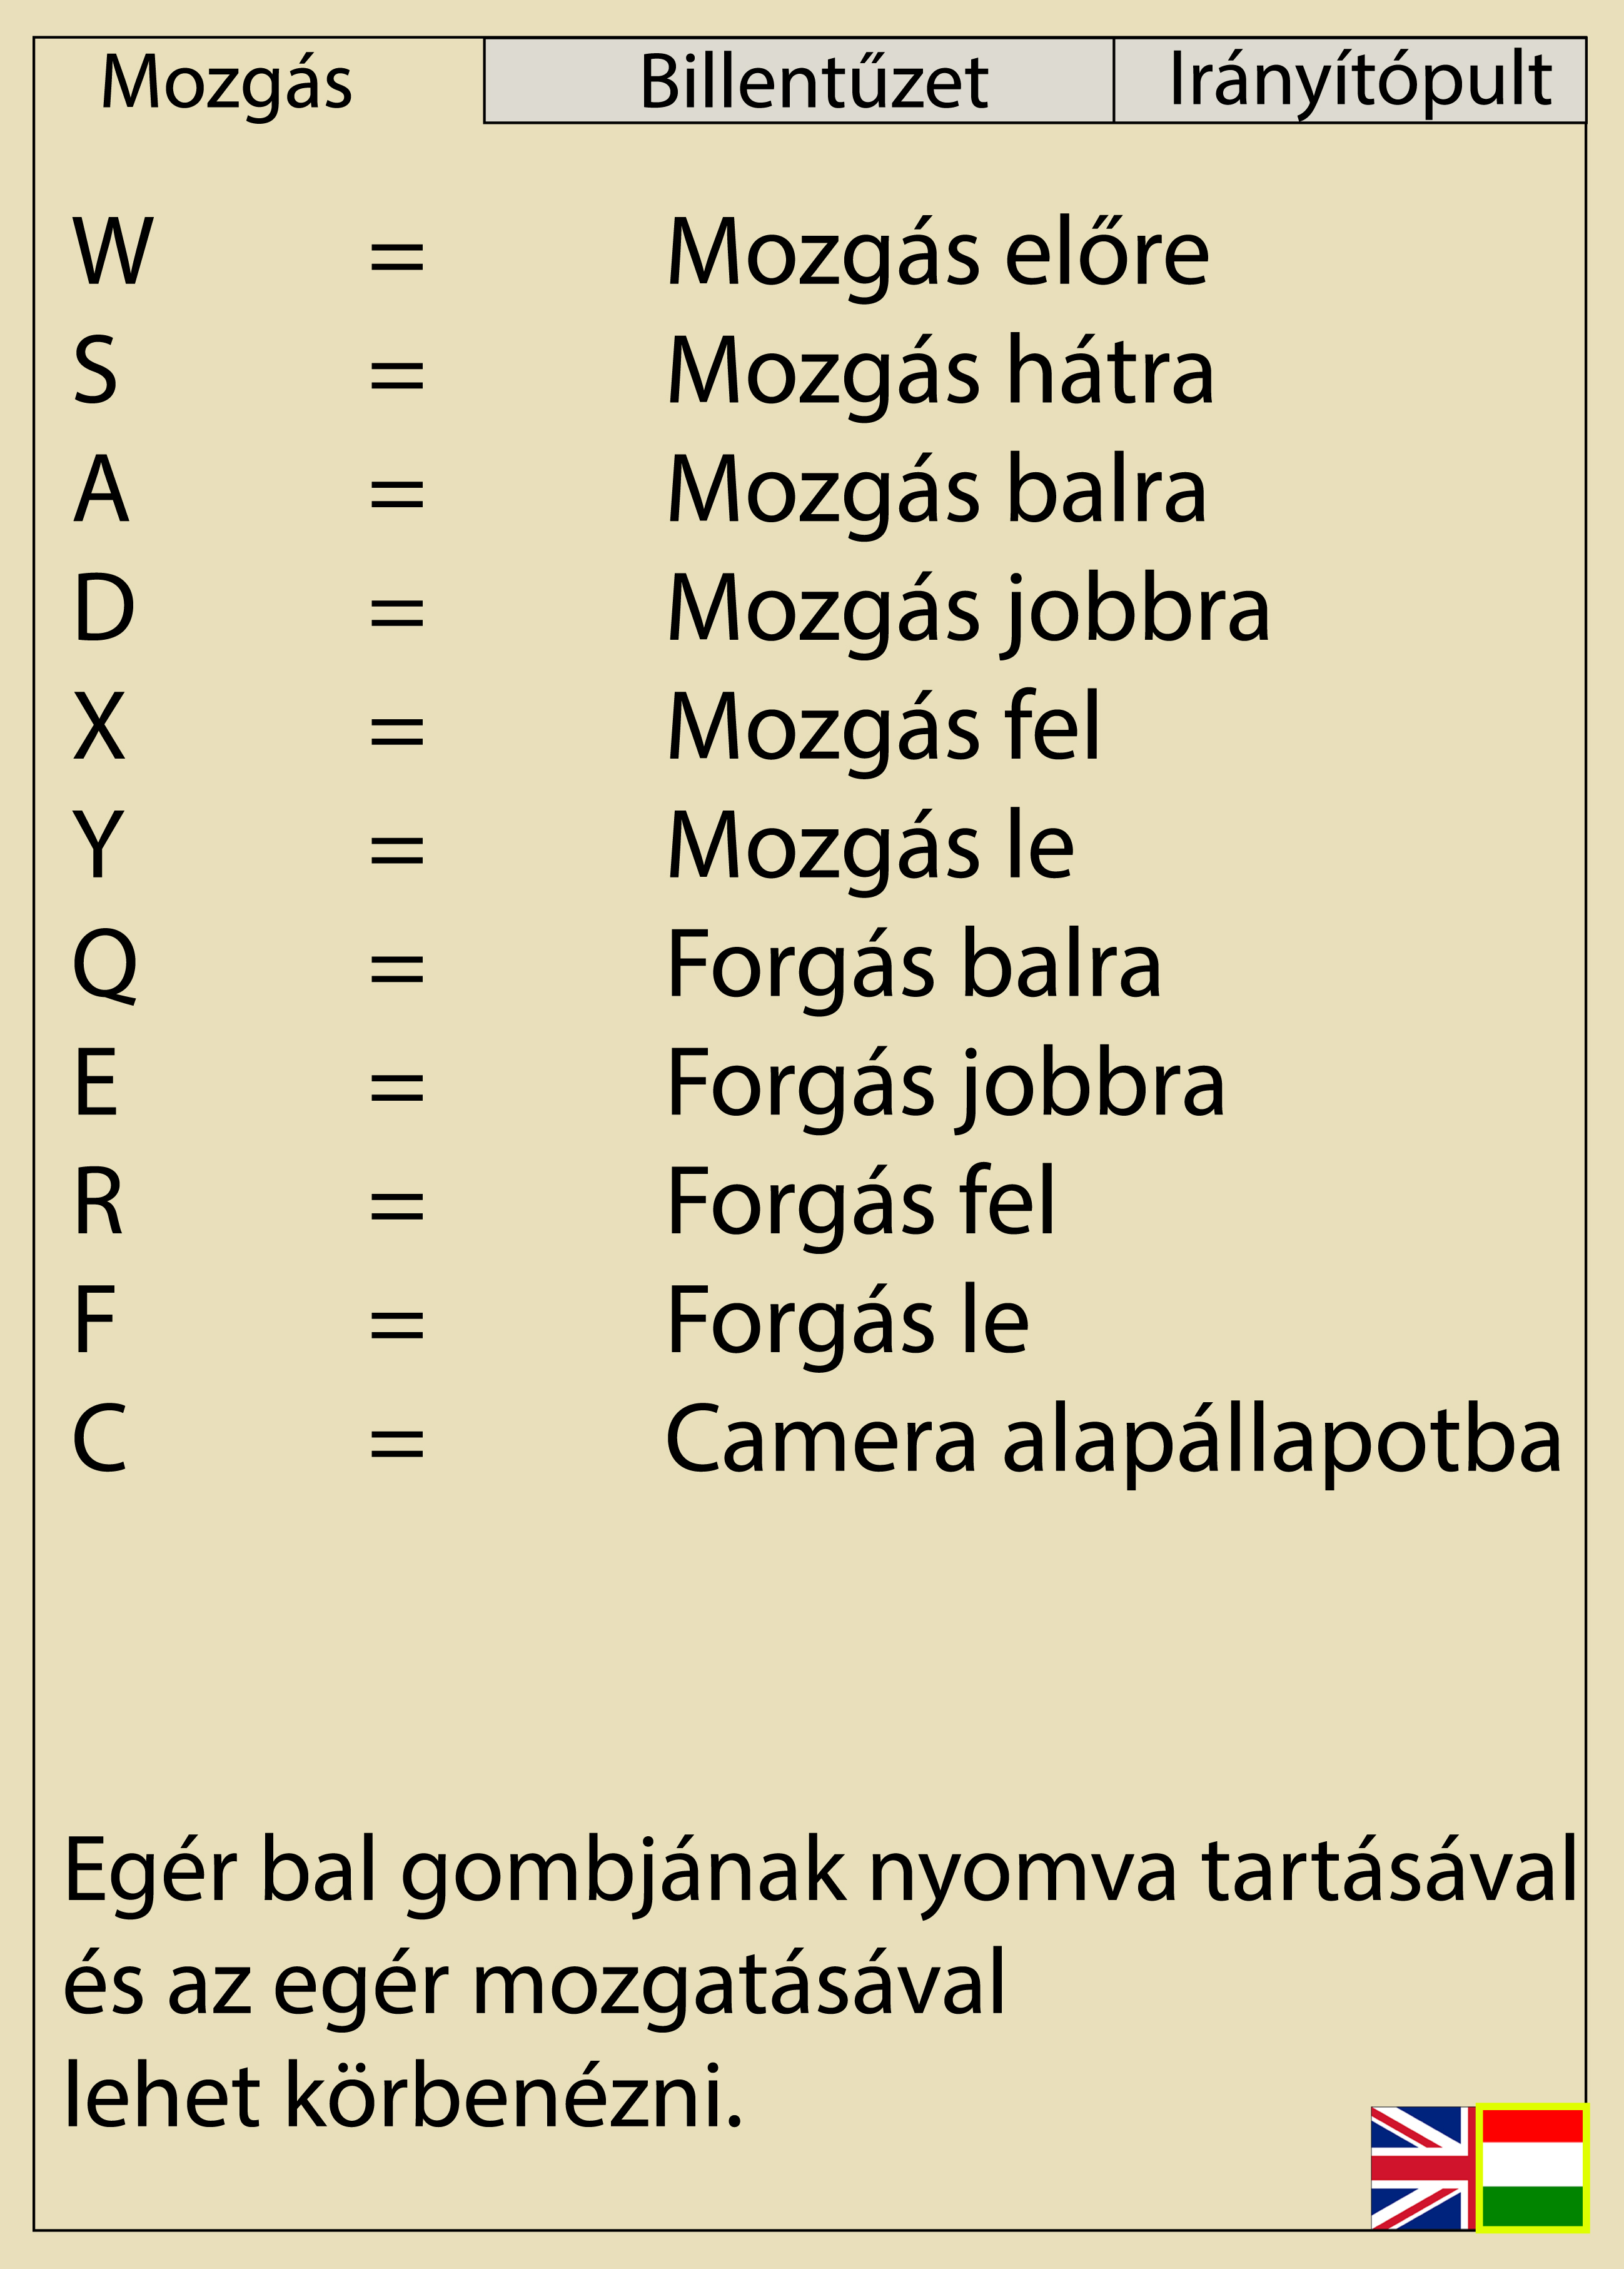 Mozgás Billentűzet Irányítópult
W = Mozgás előre
S = Mozgás hátra
A = Mozgás balra
D = Mozgás jobbra
X = Mozgás fel
Y = Mozgás le
Q = Forgás balra
E = Forgás jobbra
R = Forgás fel
F = Forgás le
C = Camera alapállapotba
Egér bal gombjának nyomva tartásával
és az egér mozgatásával
lehet körbenézni.